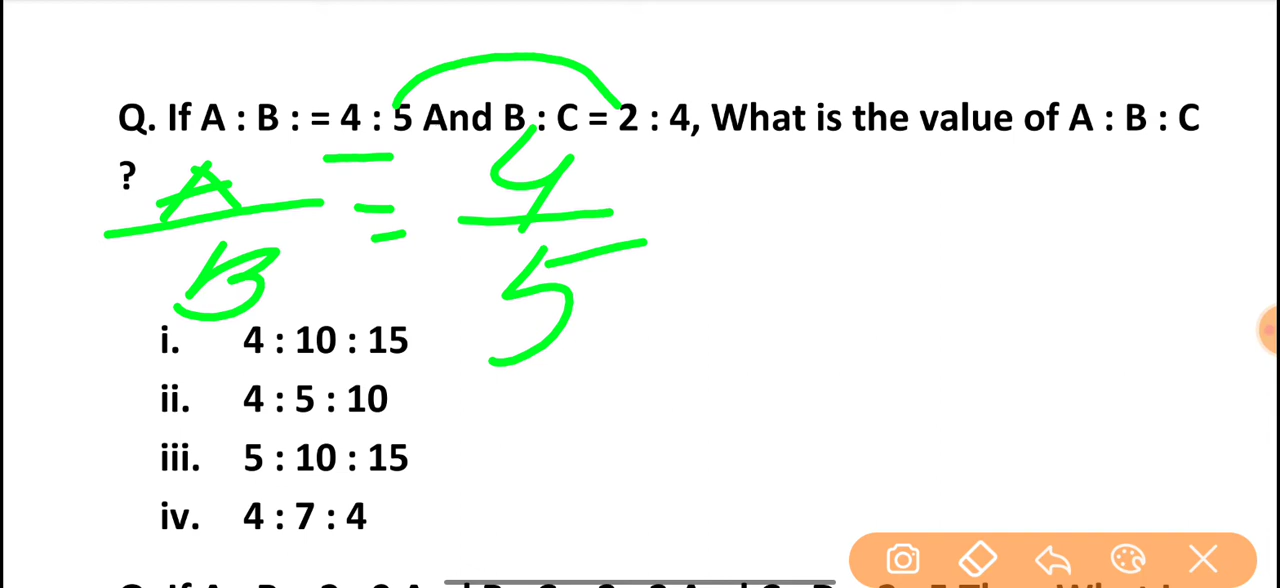 Q. If A : B : = 4 : 5 And B : C = 2 : 4, What is the value of A : B : C
?
A = 4
B = 5
i. 4 : 10 : 15
ii. 4 : 5 : 10
iii. 5 : 10 : 15
iv. 4 : 7 : 4